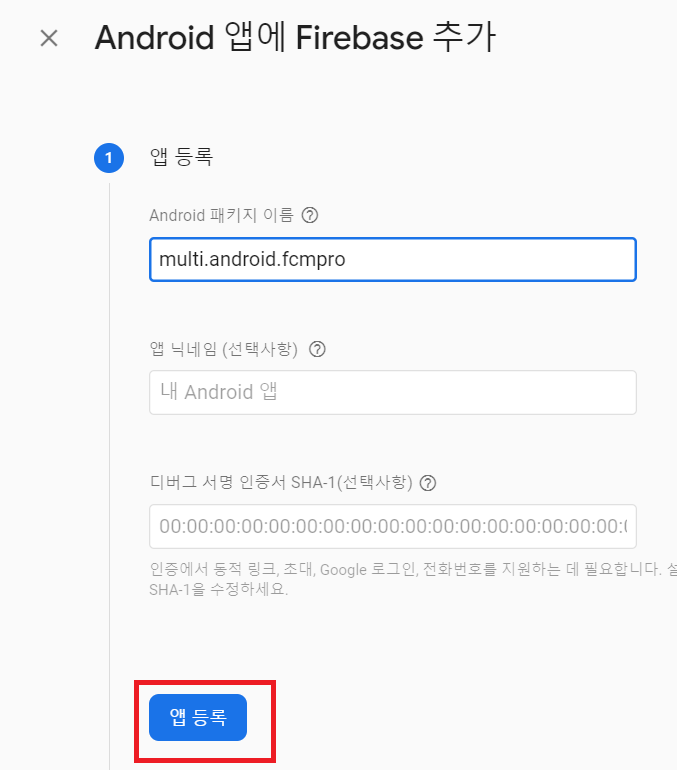 Android 앱에 Firebase 추가
1 앱 등록
Android 패키지 이름 ?
multi.android.fcmpro
앱 닉네임 (선택사항) ?
내 Android 앱
디버그 서명 인증서 SHA-1(선택사항) ?
00:00:00:00:00:00:00:00:00:00:00:00:00:00:00:00:00:
인증에서 동적 링크, 초대, Google 로그인, 전화번호를 지원하는 데 필요합니다.
SHA-1을 수정하세요.
앱 등록